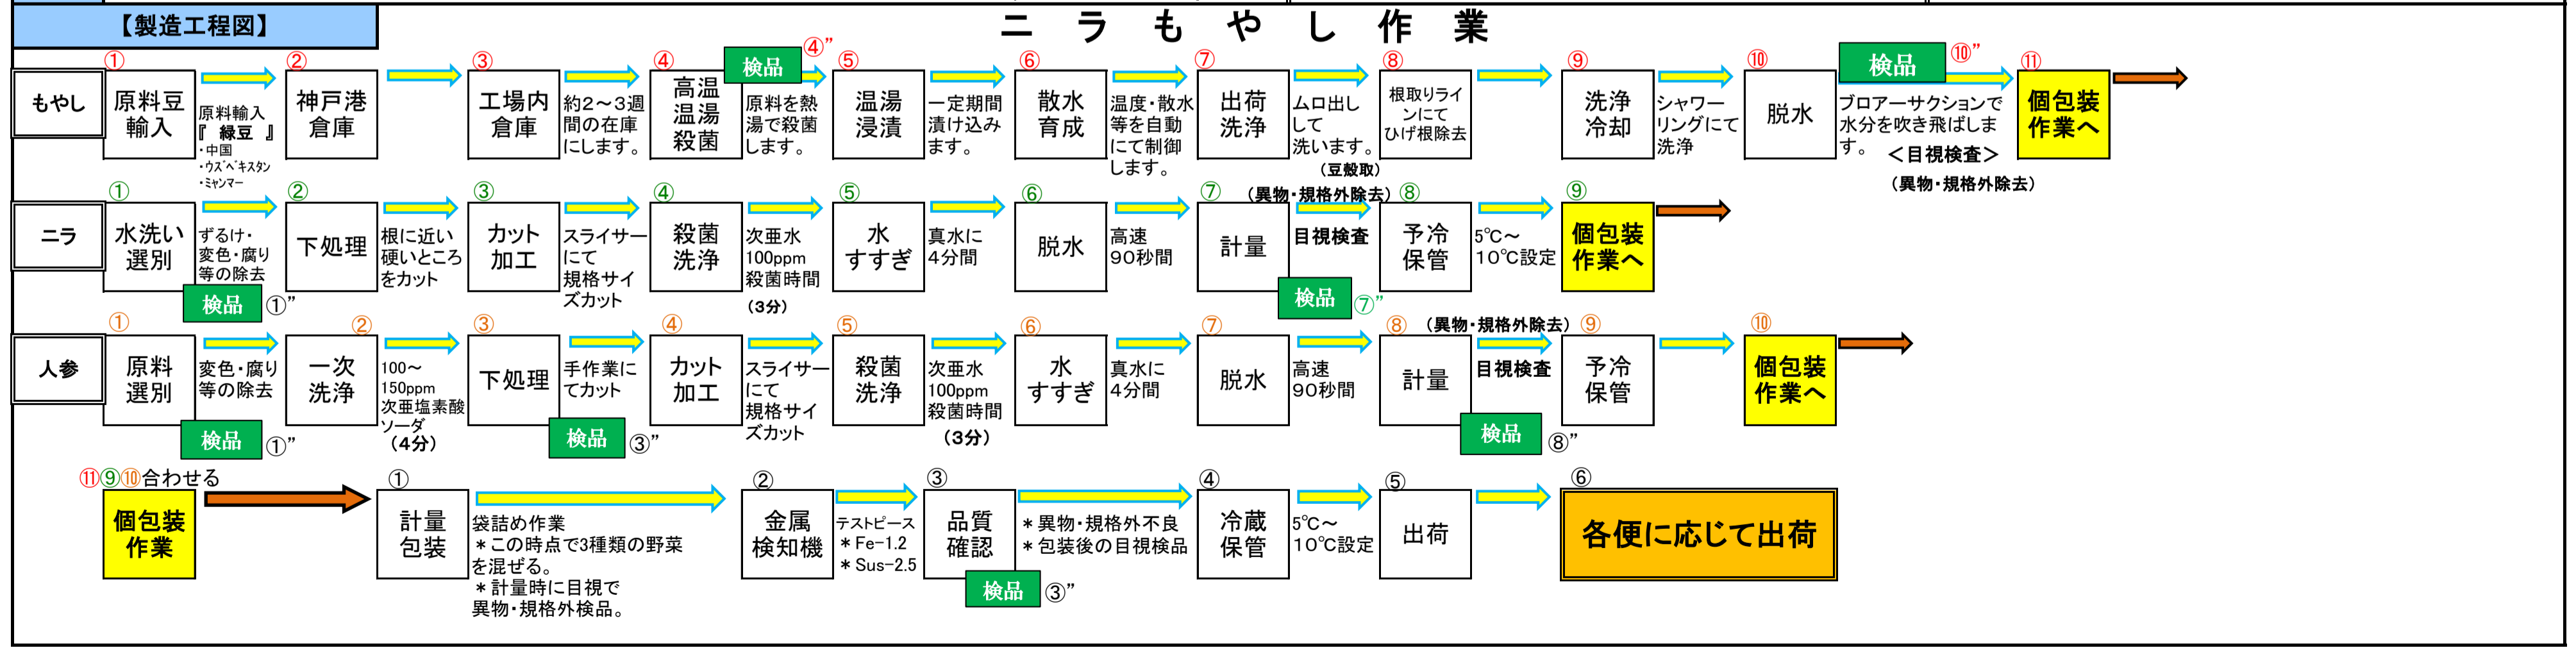 【製造工程図】
ニラもやし作業
もやし
①
原料豆
輸入
原料輸入
『 緑豆 』
・中国
・ウズベキスタン
・ミャンマー
②
神戸港
倉庫
③
工場内
倉庫
約2～3週
間の在庫
にします。
④
高温
温湯
殺菌
検品
④”
原料を熱
湯で殺菌
します。
⑤
温湯
浸漬
一定期間
漬け込み
ます。
⑥
散水
育成
温度・散水
等を自動
にて制御
します。
⑦
出荷
洗浄
ムロ出し
して
洗います。
（豆殻取）
⑧
根取りライ
ンにて
ひげ根除去
⑨
洗浄
冷却
シャワー
リングにて
洗浄
⑩
脱水
検品
⑩”
ブロアーサクションで
水分を吹き飛ばしま
す。
＜目視検査＞
（異物・規格外除去）
⑪
個包装
作業へ
ニラ
①
水洗い
選別
ずるけ・
変色・腐り
等の除去
検品
①”
②
下処理
根に近い
硬いところ
をカット
③
カット
加工
スライサー
にて
規格サイ
ズカット
④
殺菌
洗浄
次亜水
100ppm
殺菌時間
（3分）
⑤
水
すすぎ
真水に
4分間
⑥
脱水
高速
90秒間
⑦
計量
（異物・規格外除去）
目視検査
検品
⑦”
⑧
予冷
保管
5℃～
10℃設定
⑨
個包装
作業へ
人参
①
原料
選別
変色・腐り
等の除去
検品
①”
②
一次
洗浄
100～
150ppm
次亜塩素酸
ソーダ
（4分）
③
下処理
手作業に
てカット
検品
③”
④
カット
加工
スライサー
にて
規格サイ
ズカット
⑤
殺菌
洗浄
次亜水
100ppm
殺菌時間
（3分）
⑥
水
すすぎ
真水に
4分間
⑦
脱水
高速
90秒間
⑧
計量
（異物・規格外除去）
目視検査
検品
⑧”
⑨
予冷
保管
⑩
個包装
作業へ
⑪⑨⑩合わせる
個包装
作業
①
計量
包装
袋詰め作業
＊この時点で3種類の野菜
を混ぜる。
＊計量時に目視で
異物・規格外検品。
②
金属
検知機
テストピース
＊Fe-1.2
＊Sus-2.5
③
品質
確認
検品
③”
＊異物・規格外不良
＊包装後の目視検品
④
冷蔵
保管
5℃～
10℃設定
⑤
出荷
⑥
各便に応じて出荷